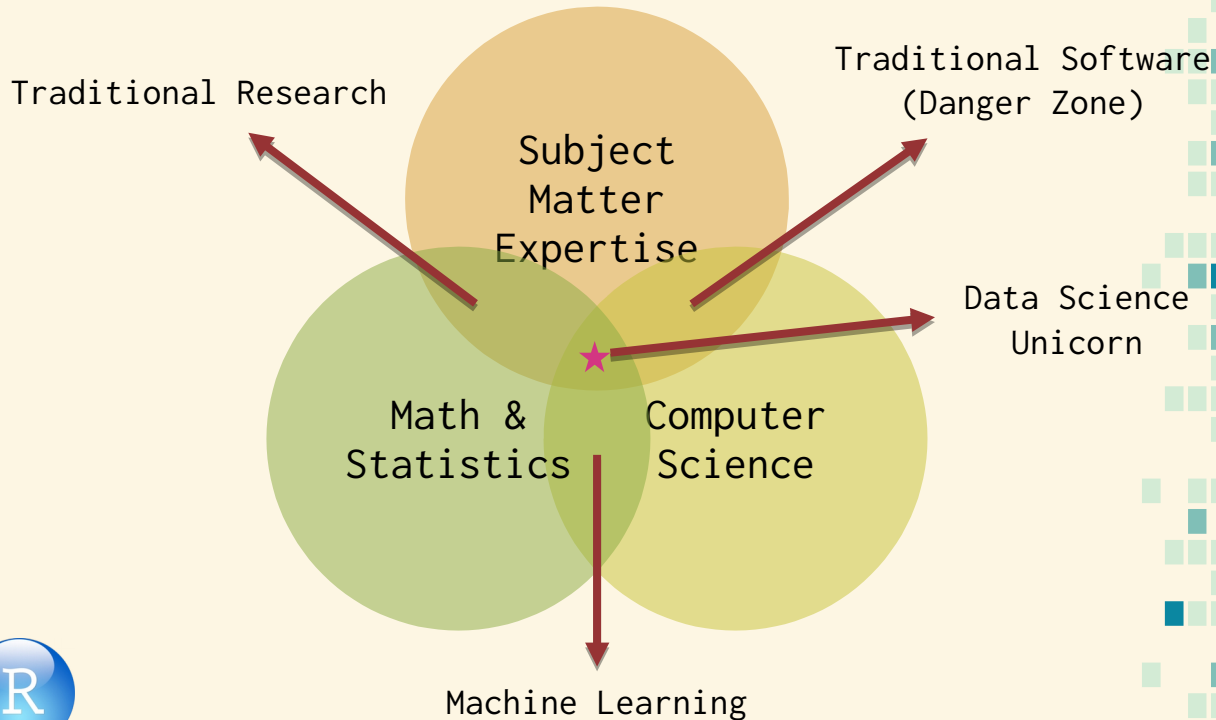 Traditional Research
Traditional Software
(Danger Zone)
Subject
Matter
Expertise
Data Science
Unicorn
Math &
Statistics
Computer
Science
Machine Learning
R